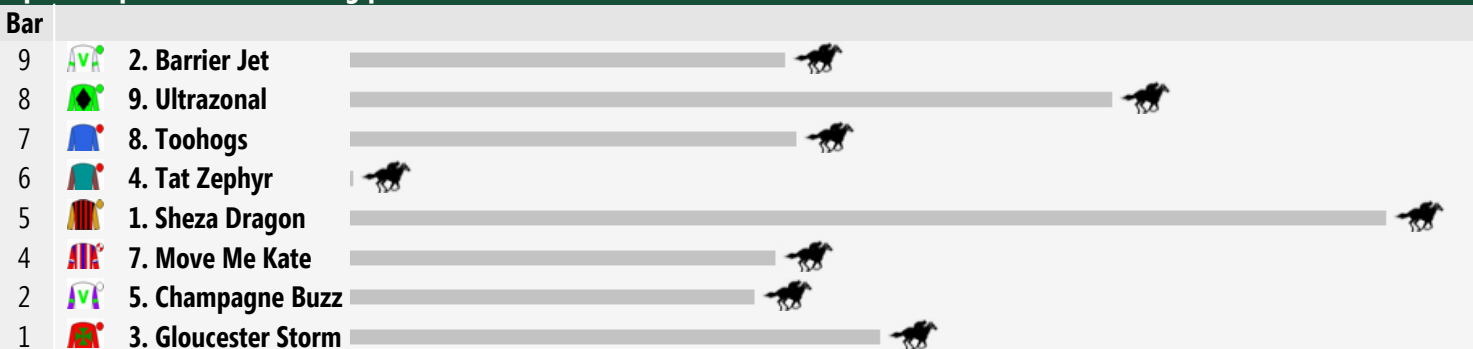 Bar
9 V 2. Barrier Jet
8 9. Ultrazonal
7 8. Toohogs
6 4. Tat Zephyr
5 1. Sheza Dragon
4 7. Move Me Kate
2 V 5. Champagne Buzz
1 3. Gloucester Storm